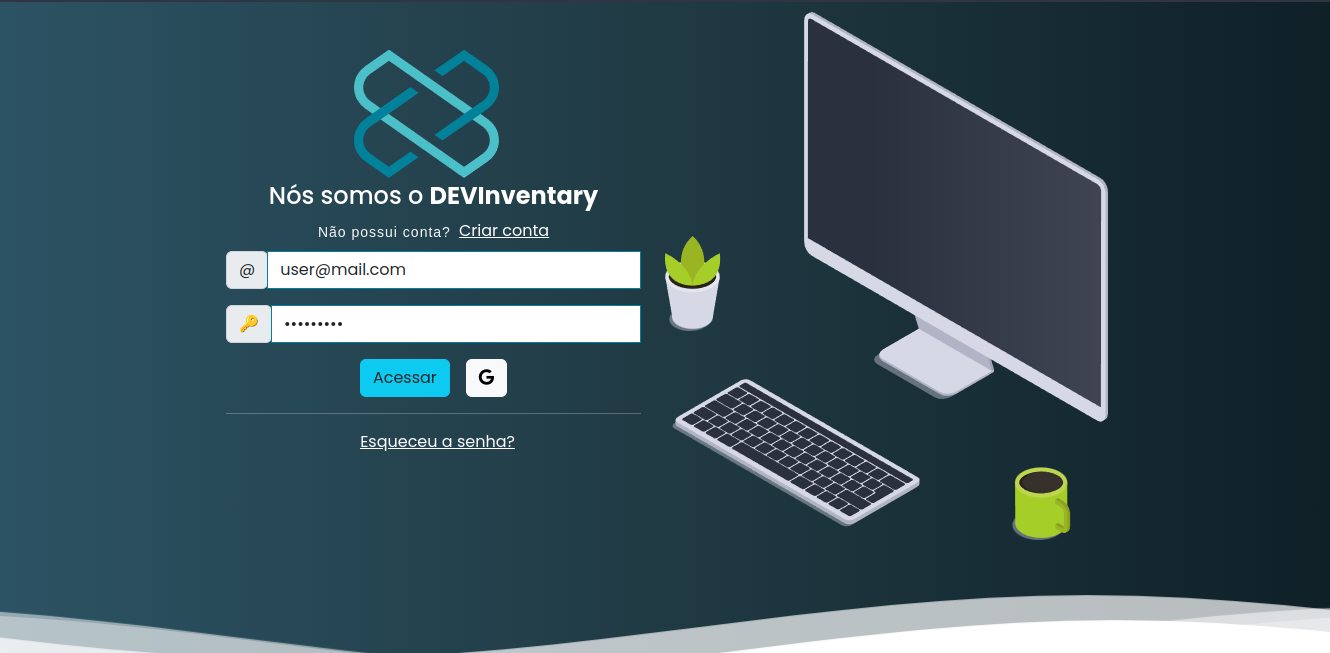 Nós somos o DEVInventary
Não possui conta? Criar conta
@ user@mail.com
•••••••••
Acessar G
Esqueceu a senha?